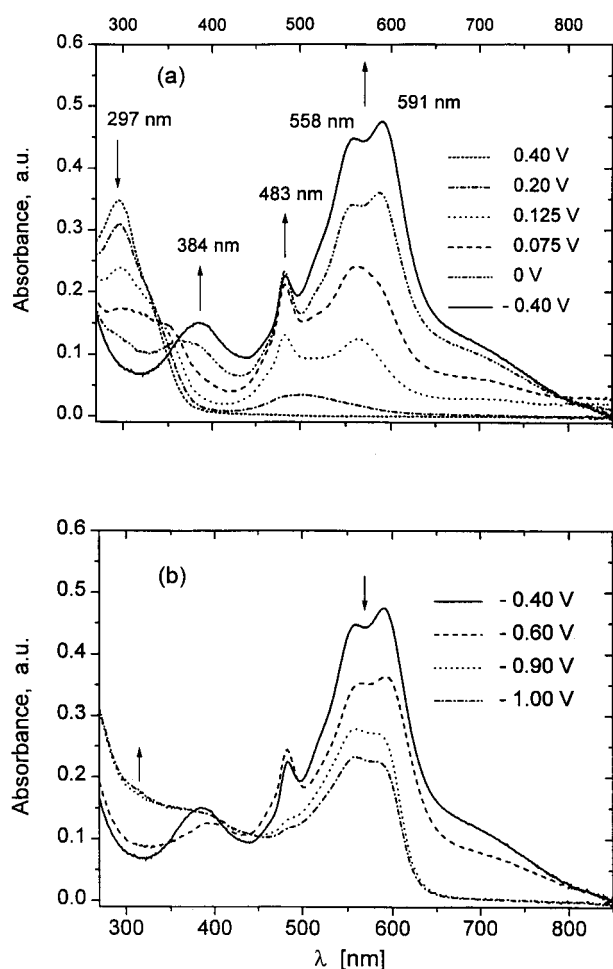 300 400 500 600 700 800
0.6
(a)
0.5
297 nm
558 nm
591 nm
0.4
0.40 V
0.20 V
483 nm
0.125 V
0.3
384 nm
0.075 V
0 V
0.2
- 0.40 V
0.1
0.0
Absorbance, a.u.
0.6
(b)
- 0.40 V
0.5
- 0.60 V
- 0.90 V
0.4
- 1.00 V
0.3
0.2
0.1
0.0
Absorbance, a.u.
300 400 500 600 700 800
λ [nm]